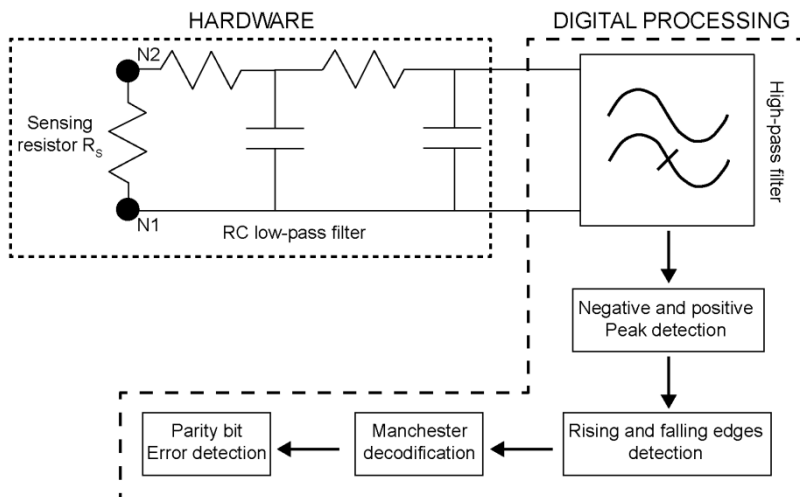 HARDWARE
DIGITAL PROCESSING
N2
Sensing
resistor Rs
N1
RC low-pass filter
High-pass filter
Negative and positive
Peak detection
Rising and falling edges
detection
Manchester
decodification
Parity bit
Error detection